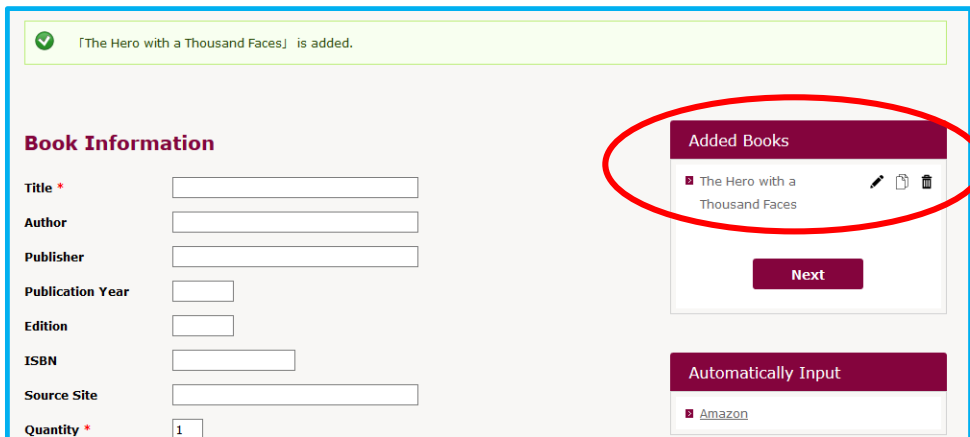 「The Hero with a Thousand Faces」 is added.
Book Information
Title *
Author
Publisher
Publication Year
Edition
ISBN
Source Site
Quantity *
1
Added Books
The Hero with a
Thousand Faces
Next
Automatically Input
Amazon